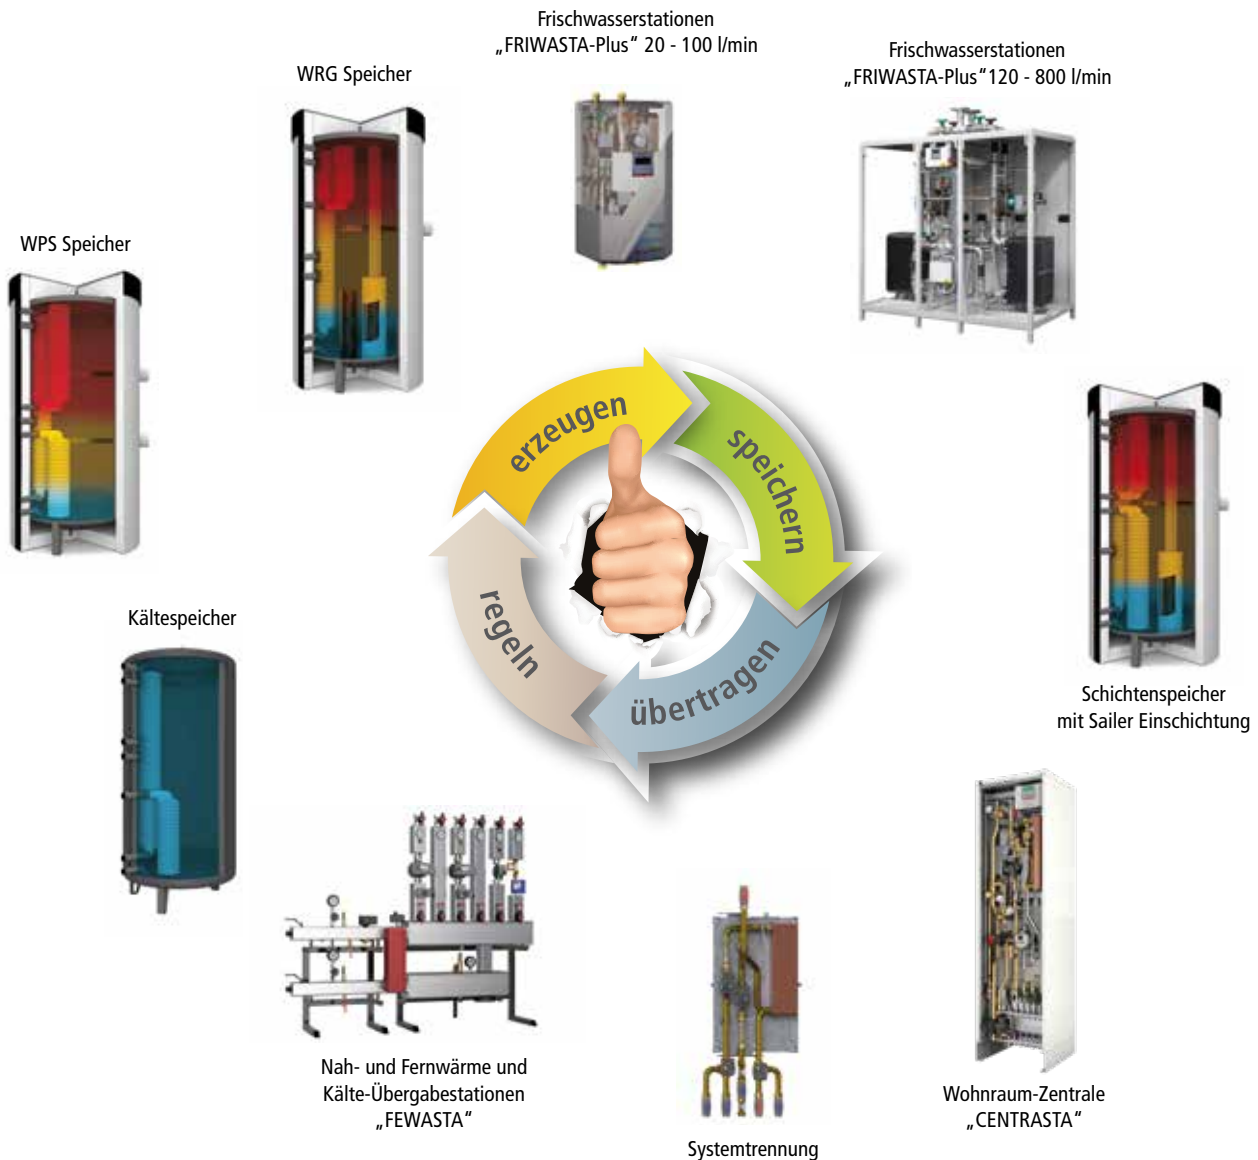 Frischwasserstationen
„FRIWASTA-Plus“ 20 - 100 l/min
Frischwasserstationen
„FRIWASTA-Plus“120 - 800 l/min
WRG Speicher
WPS Speicher
erzeugen
speichern
regeln
übertragen
Kältespeicher
Schichtenspeicher
mit Sailer Einschichtung
Nah- und Fernwärme und
Kälte-Übergabestationen
„FEWASTA“
Wohnraum-Zentrale
„CENTRASTA“
Systemtrennung